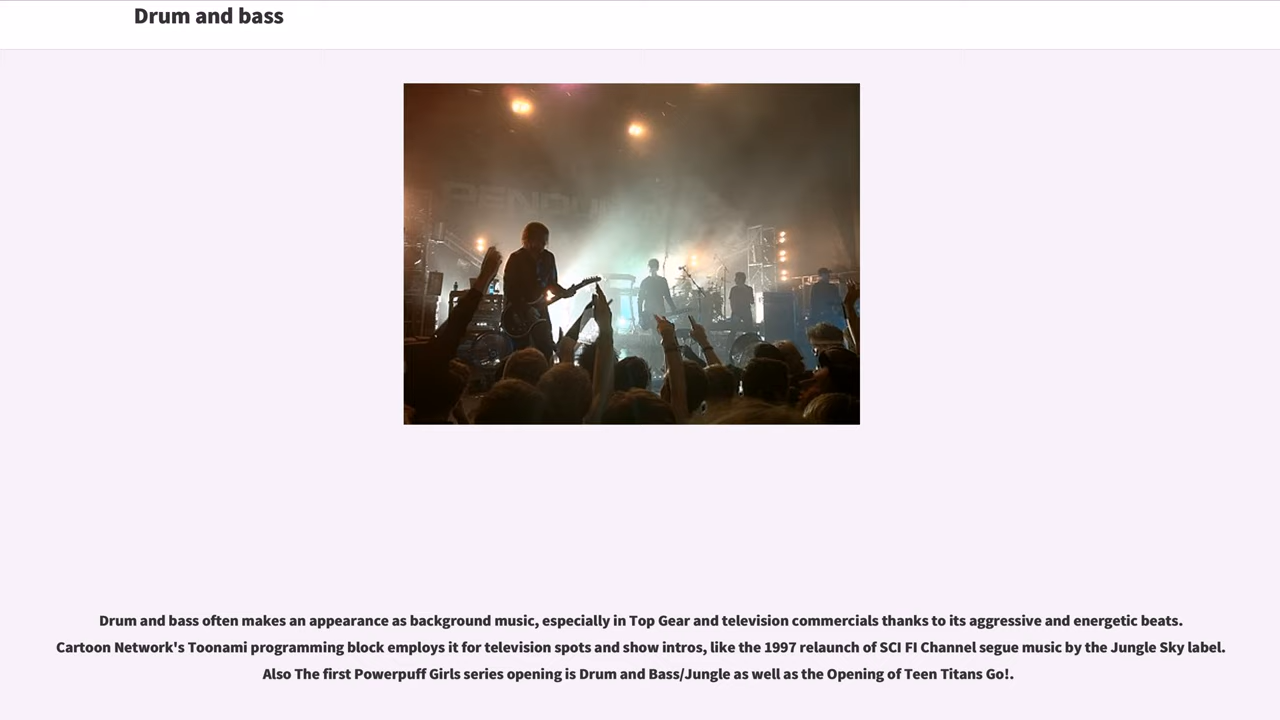 Drum and bass
Drum and bass often makes an appearance as background music, especially in Top Gear and television commercials thanks to its aggressive and energetic beats.
Cartoon Network's Toonami programming block employs it for television spots and show intros, like the 1997 relaunch of SCI FI Channel segue music by the Jungle Sky label.
Also The first Powerpuff Girls series opening is Drum and Bass/Jungle as well as the Opening of Teen Titans Go!.